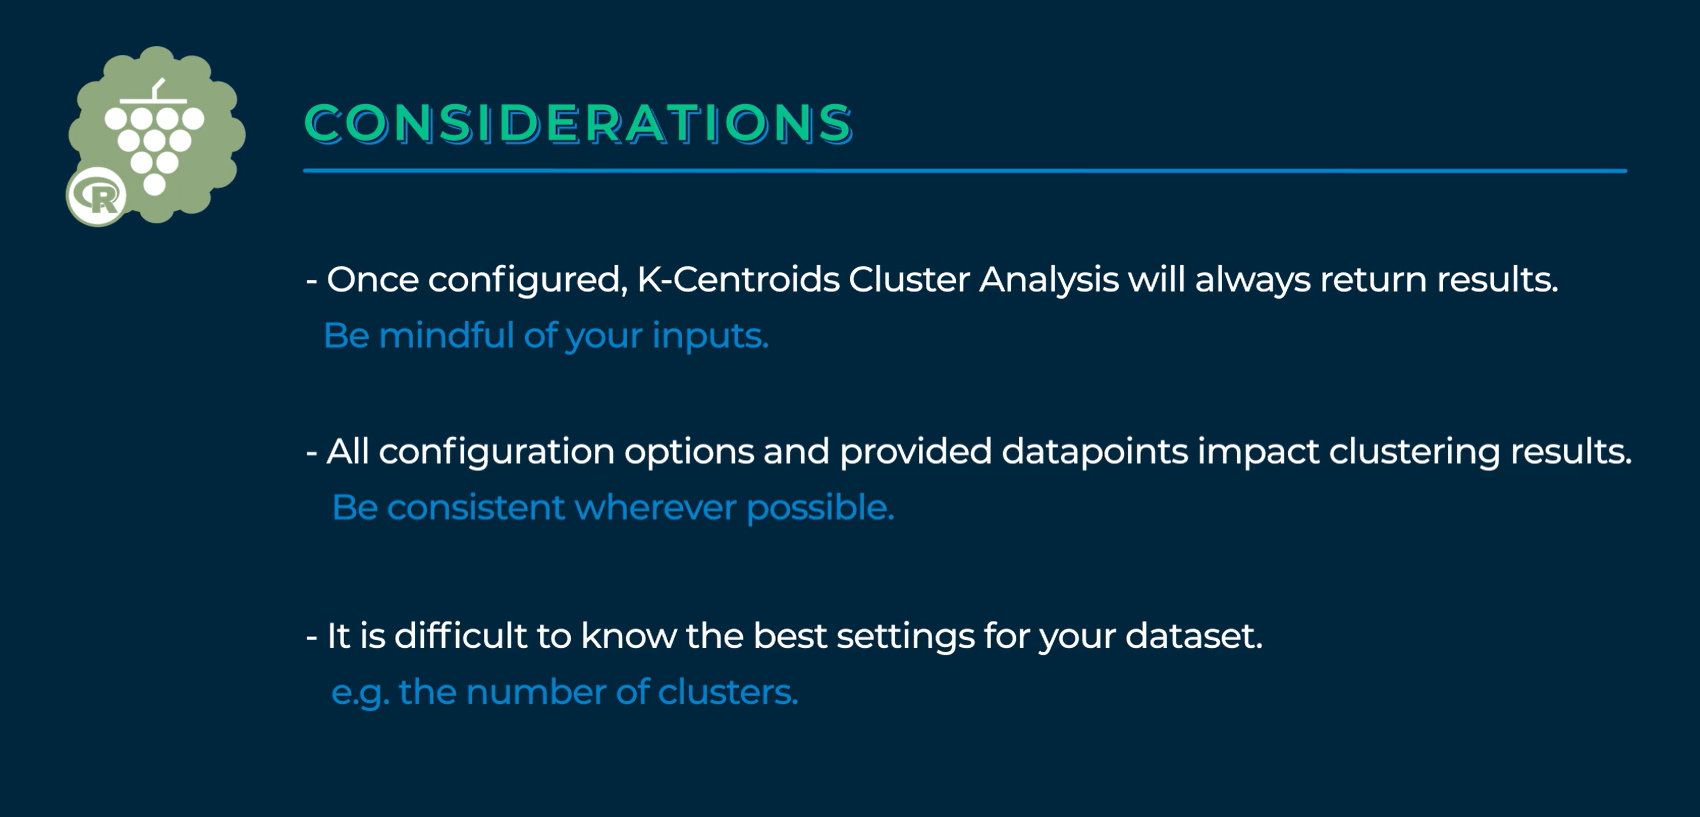 CONSIDERATIONS
R
- Once configured, K-Centroids Cluster Analysis will always return results.
Be mindful of your inputs.
- All configuration options and provided datapoints impact clustering results.
Be consistent wherever possible.
- It is difficult to know the best settings for your dataset.
e.g. the number of clusters.